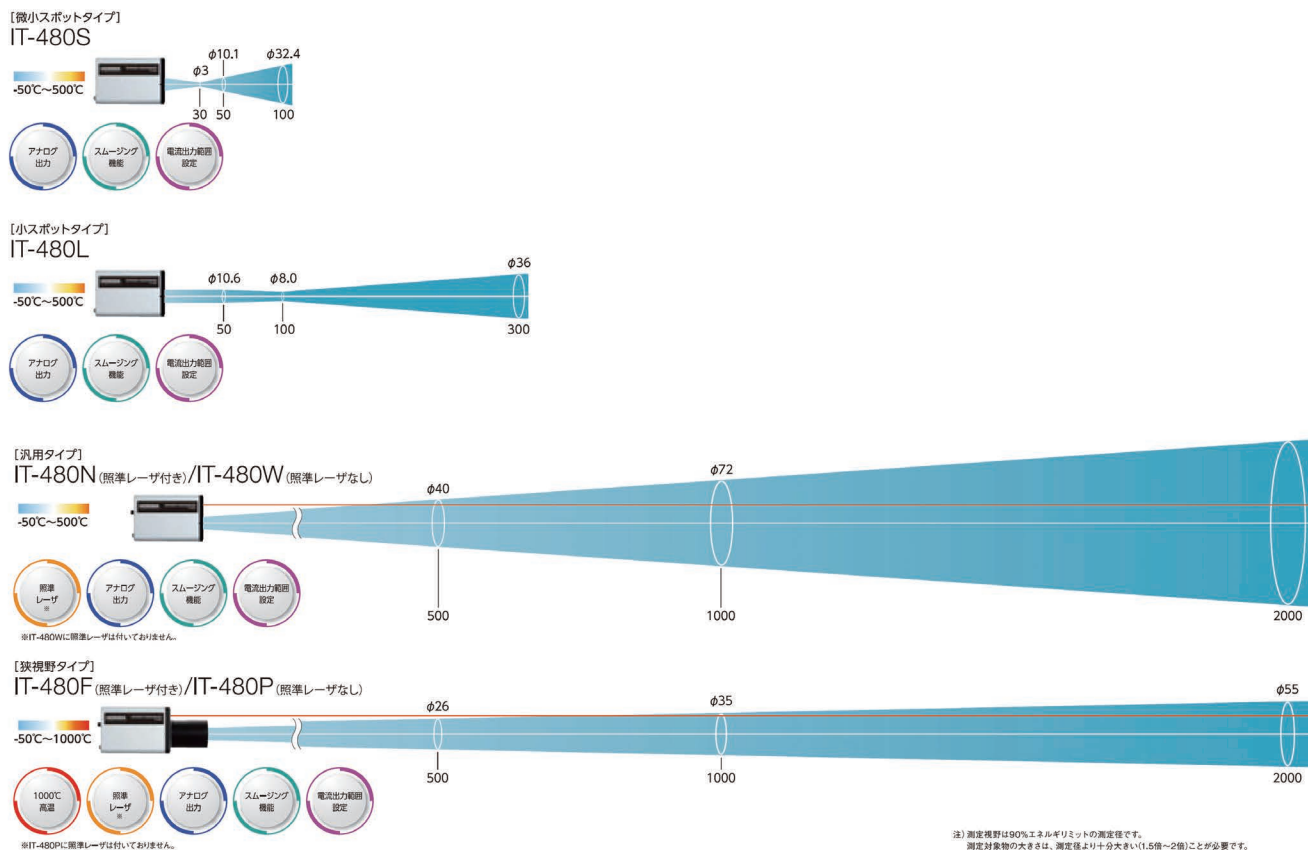 [微小スポットタイプ]
IT-480S
φ10.1 φ32.4
φ3
-50℃～500℃
30 50 100
アナログ
出力
スムージング
機能
電流出力範囲
設定
[小スポットタイプ]
IT-480L
φ36
φ10.6 φ8.0
-50℃～500℃
50 100 300
アナログ
出力
スムージング
機能
電流出力範囲
設定
[汎用タイプ]
IT-480N(照準レーザ付き)/IT-480W(照準レーザなし)
φ72
φ40
-50℃～500℃
照準
レーザ
※
アナログ
出力
スムージング
機能
電流出力範囲
設定
500 1000 2000
※IT-480Wに照準レーザは付いておりません。
[狭視野タイプ]
IT-480F(照準レーザ付き)/IT-480P(照準レーザなし)
φ26 φ35 φ55
-50℃～1000℃
500 1000 2000
1000℃
高温
照準
レーザ
※
アナログ
出力
スムージング
機能
電流出力範囲
設定
※IT-480Pに照準レーザは付いておりません。
注）測定視野は90%エネルギリミットの測定径です。
測定対象物の大きさは、測定径より十分大きい(1.5倍～2倍)ことが必要です。